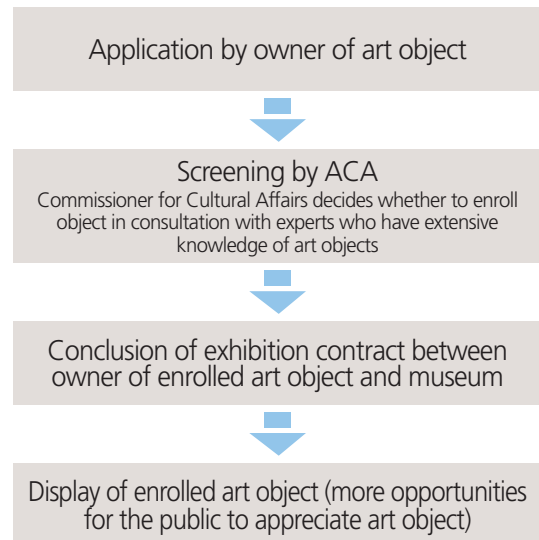 Application by owner of art object
Screening by ACA
Commissioner for Cultural Affairs decides whether to enroll
object in consultation with experts who have extensive
knowledge of art objects
Conclusion of exhibition contract between
owner of enrolled art object and museum
Display of enrolled art object (more opportunities
for the public to appreciate art object)